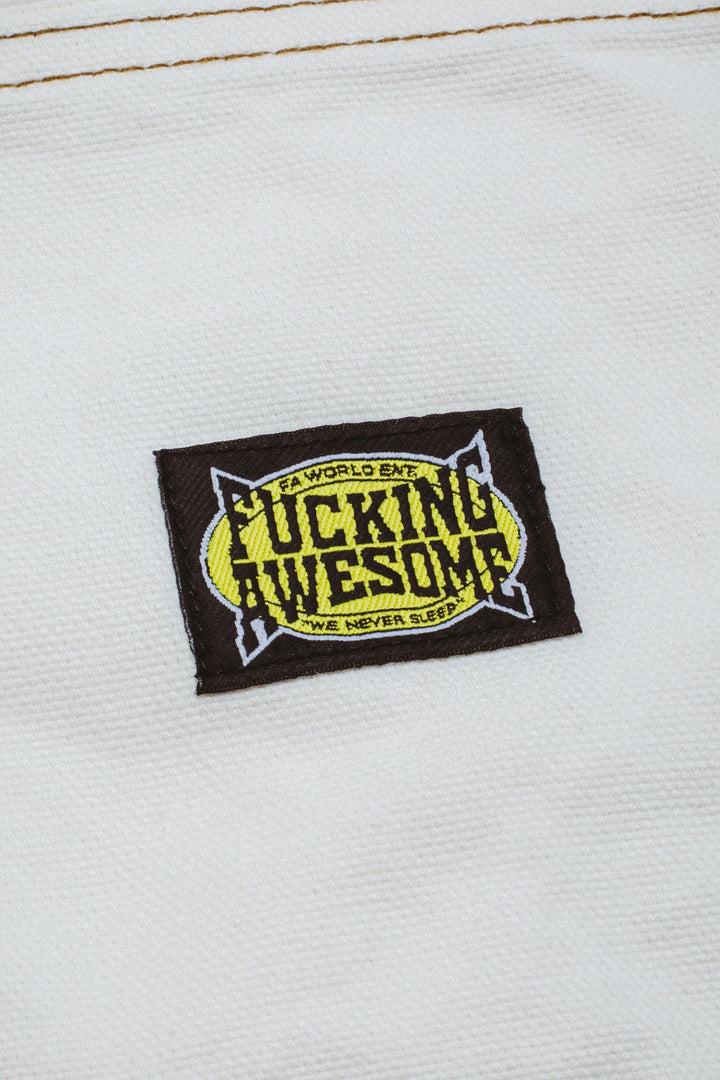 FA WORLD ENT.
FUCKING
AWESOME
"WE NEVER SLEEP"